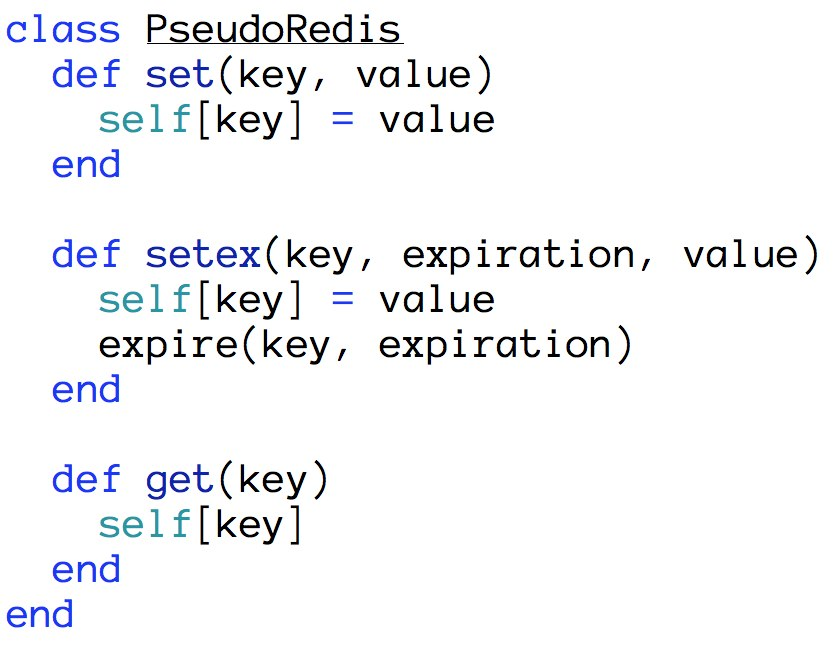 class PseudoRedis
  def set(key, value)
    self[key] = value
  end

  def setex(key, expiration, value)
    self[key] = value
    expire(key, expiration)
  end

  def get(key)
    self[key]
  end
end